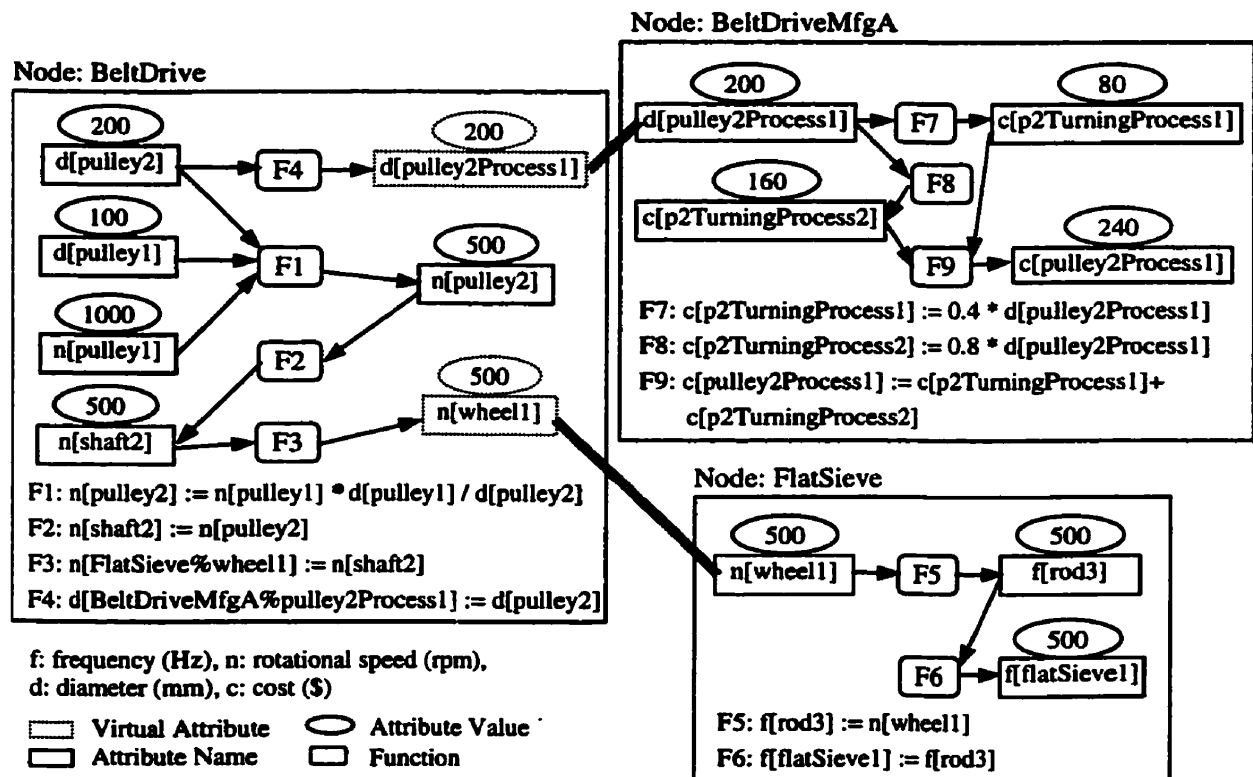 Node: BeltDrive
200
d[pulley2]
F4
200
d[pulley2Process1]
100
d[pulley1]
F1
500
n[pulley2]
1000
n[pulley1]
F2
500
n[shaft2]
F3
500
n[wheel1]
F1: n[pulley2] := n[pulley1] * d[pulley1] / d[pulley2]
F2: n[shaft2] := n[pulley2]
F3: n[FlatSieve%wheel1] := n[shaft2]
F4: d[BeltDriveMfgA%pulley2Process1] := d[pulley2]
Node: BeltDriveMfgA
200
d[pulley2Process1]
F7
80
c[p2TurningProcess1]
F8
160
c[p2TurningProcess2]
F9
240
c[pulley2Process1]
F7: c[p2TurningProcess1] := 0.4 * d[pulley2Process1]
F8: c[p2TurningProcess2] := 0.8 * d[pulley2Process1]
F9: c[pulley2Process1] := c[p2TurningProcess1]+
c[p2TurningProcess2]
Node: FlatSieve
500
n[wheel1]
F5
500
f[rod3]
F6
500
f[flatSieve1]
F5: f[rod3] := n[wheel1]
F6: f[flatSieve1] := f[rod3]
f: frequency (Hz), n: rotational speed (rpm),
d: diameter (mm), c: cost ($)
Virtual Attribute
Attribute Value
Attribute Name
Function